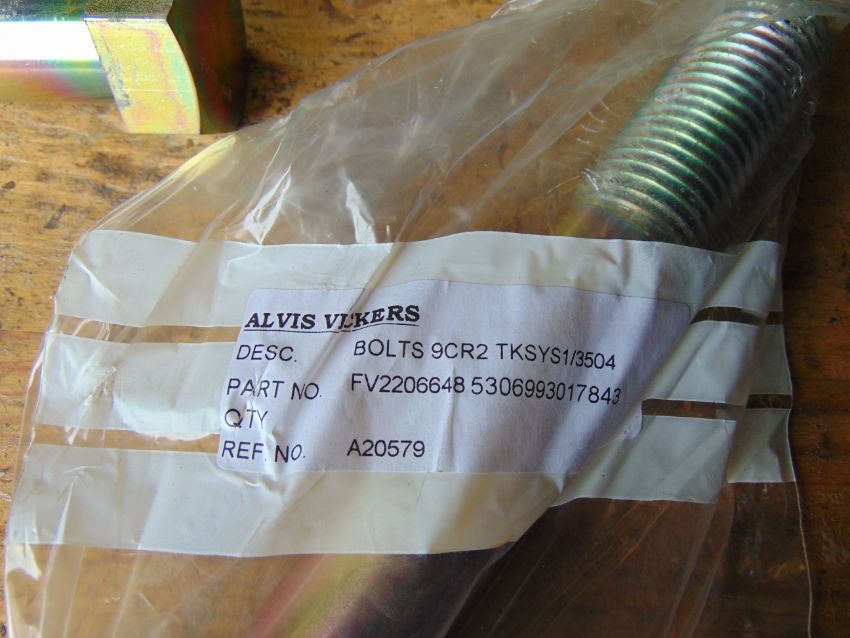 ALVIS VICKERS
DESC. BOLTS 9CR2 TKSYS1/3504
PART NO. FV2206648 5306993017843
QTY
REF. NO. A20579